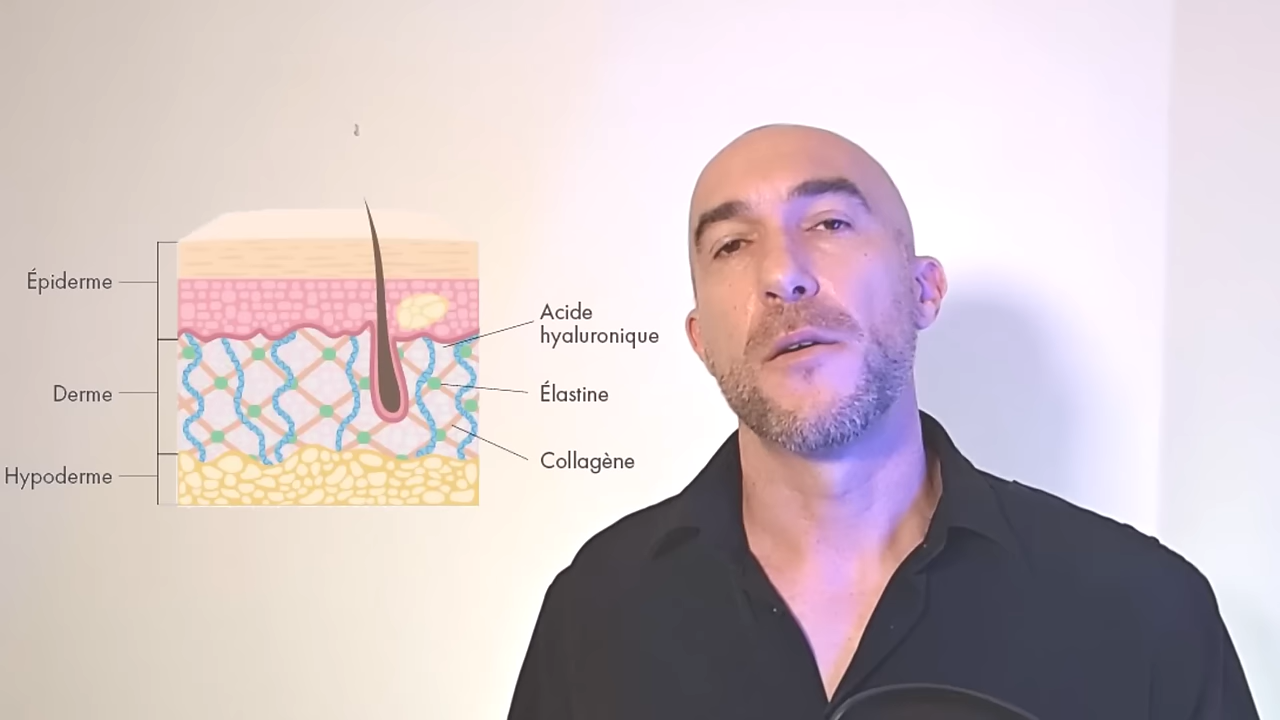 Épiderme
Derme
Hypoderme
Acide
hyaluronique
Élastine
Collagène